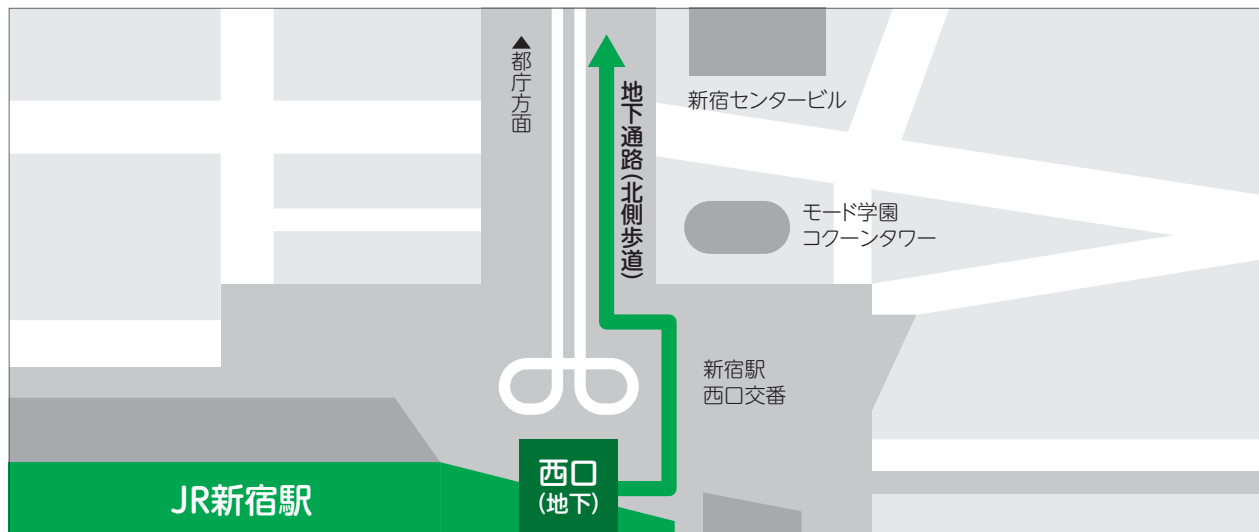 ▲都庁方面
地下通路(北側歩道)
新宿センタービル
モード学園
コクーンタワー
新宿駅
西口交番
西口
(地下)
JR新宿駅